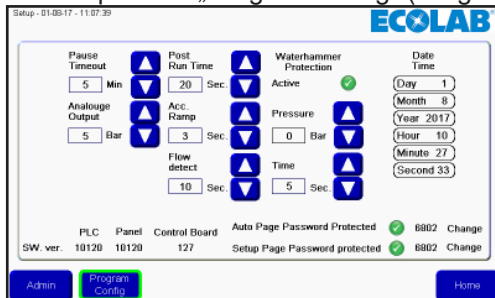 Setup - 01-08-17 - 11:07:39
ECOLAB®
Pause Timeout
5 Min
Analouge Output
5 Bar
Post Run Time
20 Sec.
Acc. Ramp
3 Sec.
Flow detect
10 Sec.
Waterhammer Protection
Active
Pressure
0 Bar
Time
5 Sec.
Date Time
Day 1
Month 8
Year 2017
Hour 10
Minute 27
Second 33
PLC Panel Control Board
SW. ver. 10120 10120 127
Auto Page Password Protected 6802 Change
Setup Page Password protected 6802 Change
Admin
Program Config
Home